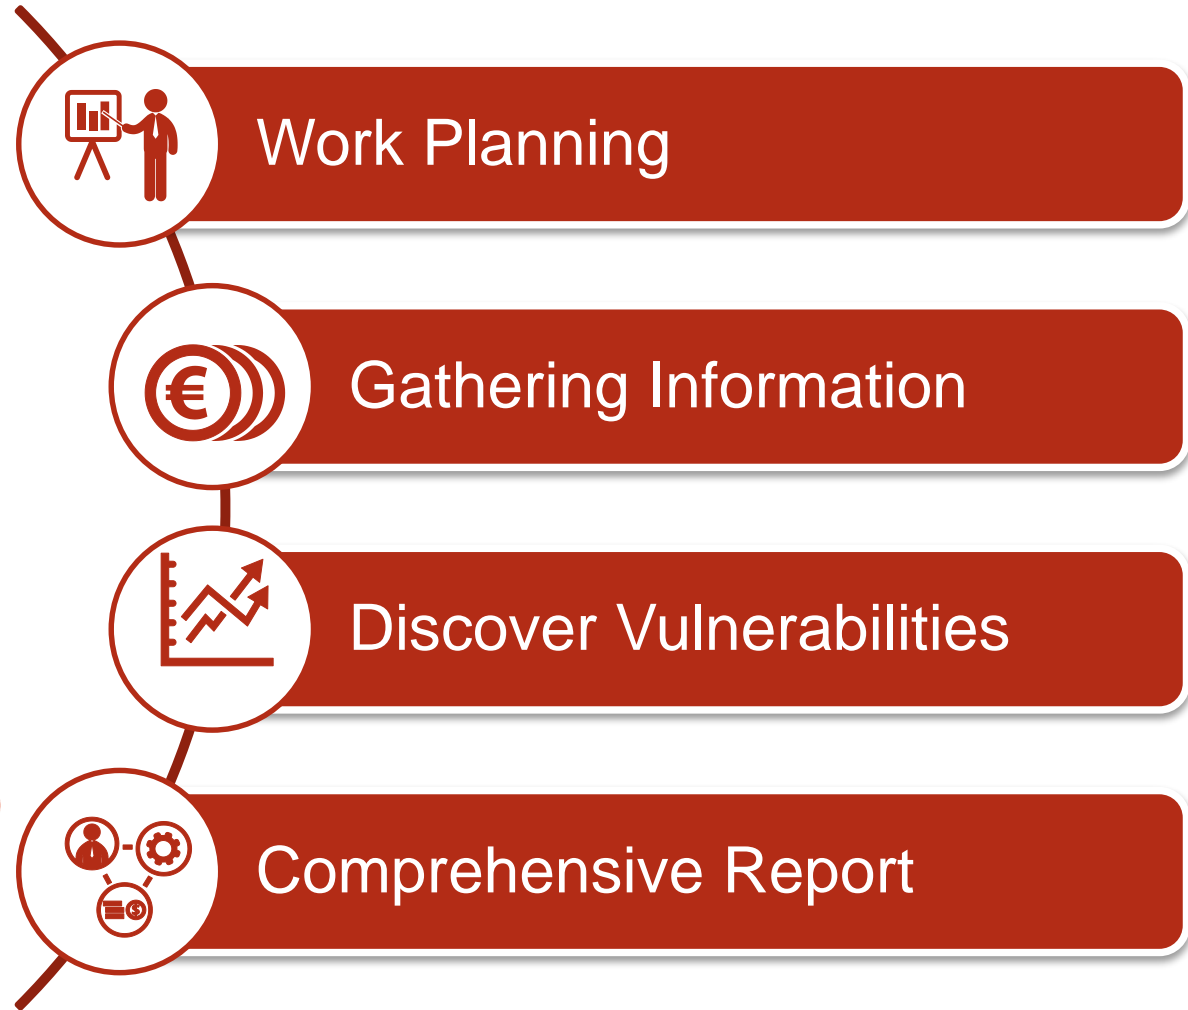 Work Planning
€
Gathering Information
Discover Vulnerabilities
Comprehensive Report
$